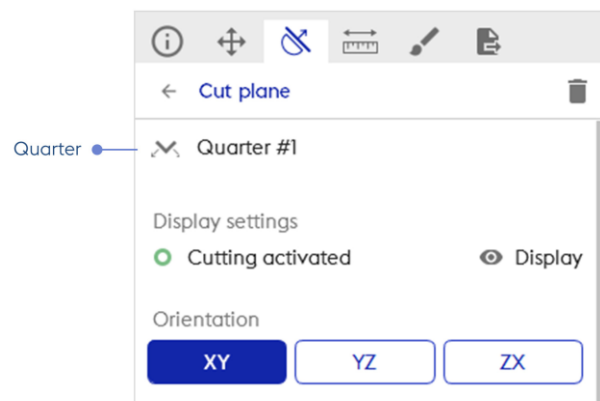 Cut plane
Quarter
Quarter #1
Display settings
Cutting activated
Display
Orientation
XY
YZ
ZX